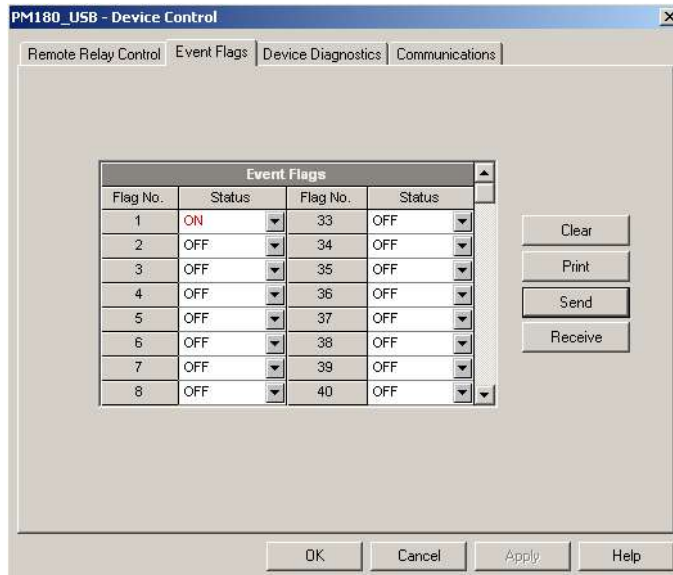 PM180_USB - Device Control
Remote Relay Control Event Flags Device Diagnostics Communications
Event Flags
Flag No. Status Flag No. Status
1 ON 33 OFF
2 OFF 34 OFF
3 OFF 35 OFF
4 OFF 36 OFF
5 OFF 37 OFF
6 OFF 38 OFF
7 OFF 39 OFF
8 OFF 40 OFF
Clear
Print
Send
Receive
OK Cancel Apply Help